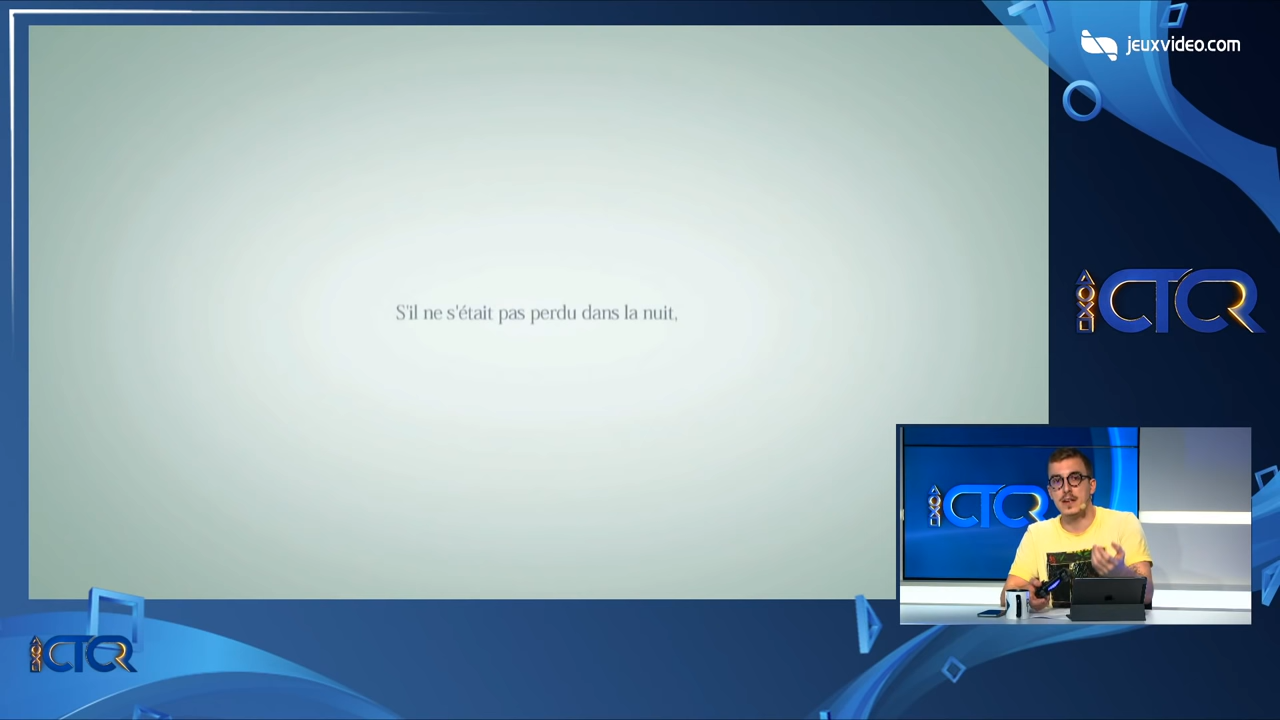 jeuxvideo.com
S'il ne s'était pas perdu dans la nuit,
CTCR
CTCR
CTCR